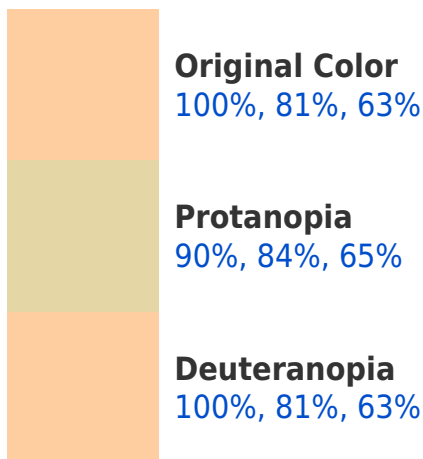 Original Color
100%, 81%, 63%
Protanopia
90%, 84%, 65%
Deuteranopia
100%, 81%, 63%